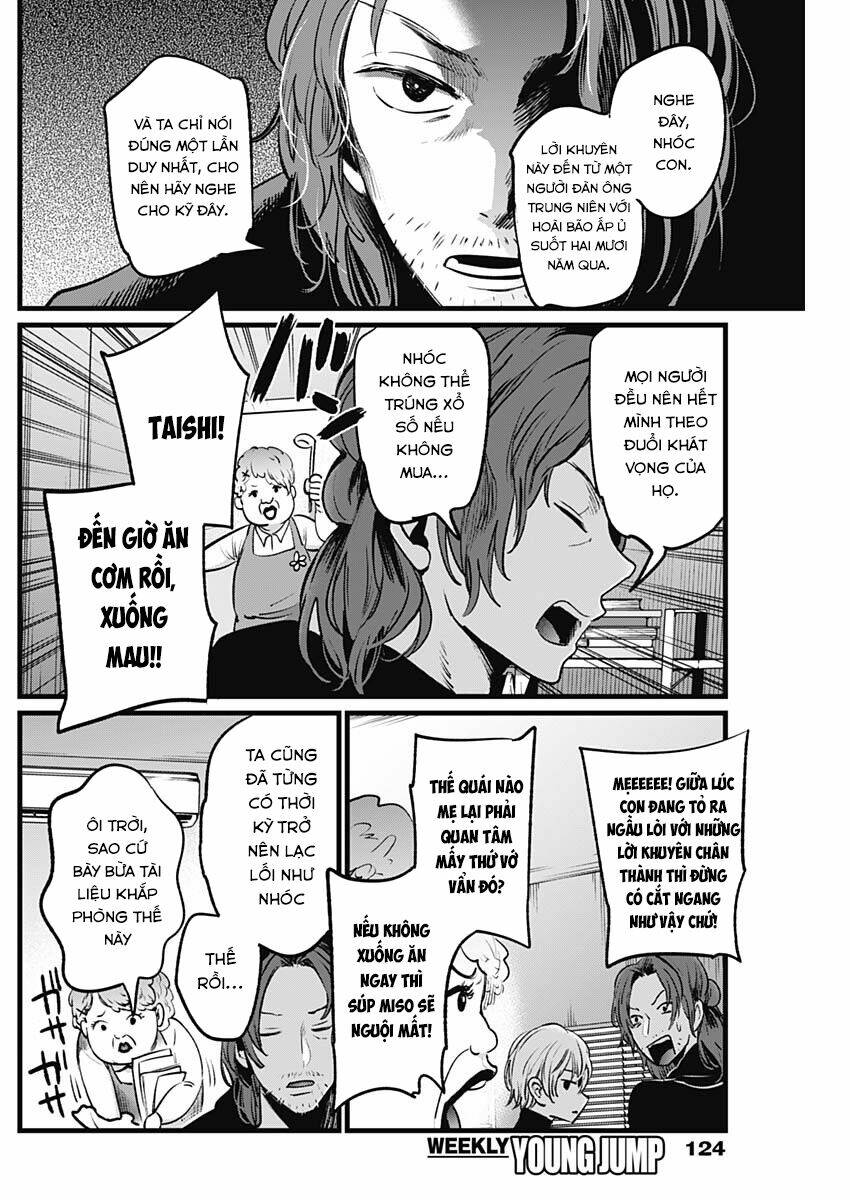 NGHE
ĐÂY,
NHÓC
CON.
LỜI KHUYÊN
NÀY ĐẾN TỪ MỘT
NGƯỜI ĐÀN ÔNG
TRUNG NIÊN VỚI
HOÀI BÃO ẤP Ủ
SUỐT HAI MƯƠI
NĂM QUA.
VÀ TA CHỈ NÓI
ĐÚNG MỘT LẦN
DUY NHẤT, CHO
NÊN HÃY NGHE
CHO KỸ ĐÂY.
MỌI NGƯỜI
ĐỀU NÊN HẾT
MÌNH THEO
ĐUỔI KHÁT
VỌNG CỦA
HỌ.
NHÓC
KHÔNG THỂ
TRÚNG XỔ
SỐ NẾU
KHÔNG
MUA...
TAISHI!
ĐẾN GIỜ ĂN
CƠM RỒI,
XUỐNG
MAU!!
MẸEEEEE! GIỮA LÚC
CON ĐANG TỎ RA
NGẦU LÒI VỚI NHỮNG
LỜI KHUYÊN CHÂN
THÀNH THÌ ĐỪNG
CÓ CẮT NGANG
NHƯ VẬY CHỨ!
THẾ QUÁI NÀO
MẸ LẠI PHẢI
QUAN TÂM
MẤY THỨ VỚ
VẨN ĐÓ?
NẾU KHÔNG
XUỐNG ĂN
NGAY THÌ
SÚP MISO SẼ
NGUỘI MẤT!
TA CŨNG
ĐÃ TỪNG
CÓ THỜI
KỲ TRỞ
NÊN LẠC
LỐI NHƯ
NHÓC
THẾ
RỒI...
ÔI TRỜI,
SAO CỨ
BÀY BỪA TÀI
LIỆU KHẮP
PHÒNG THẾ
NÀY
WEEKLY YOUNG JUMP 124